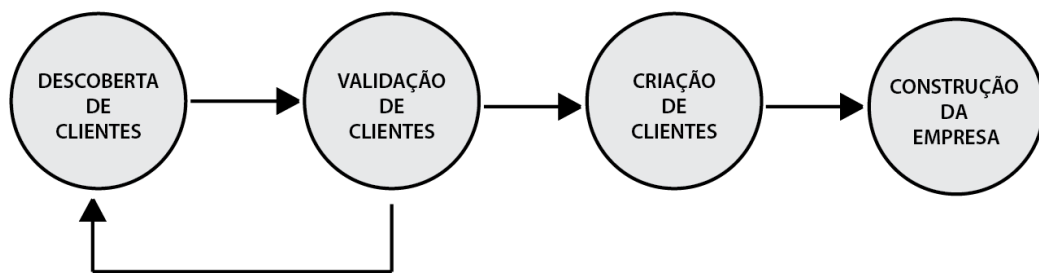 DESCOBERTA
DE
CLIENTES
VALIDAÇÃO
DE
CLIENTES
CRIAÇÃO
DE
CLIENTES
CONSTRUÇÃO
DA
EMPRESA